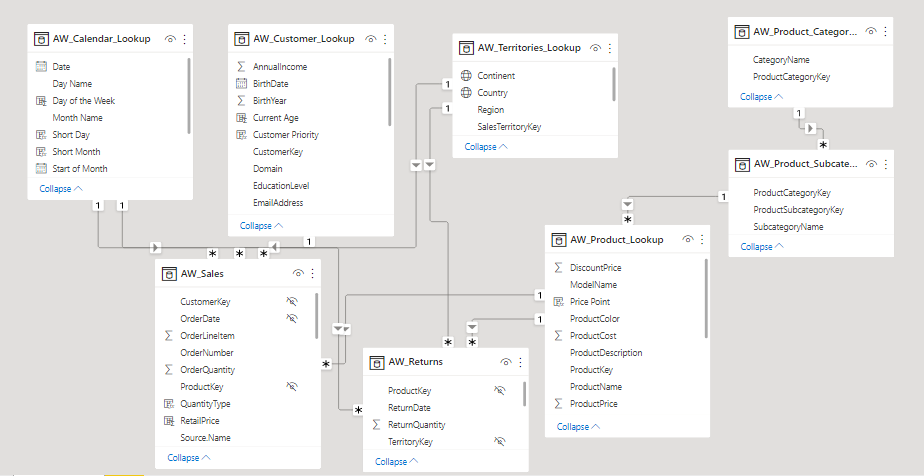 AW_Calendar_Lookup
Date
Day Name
Day of the Week
Month Name
Short Day
Short Month
Start of Month
Collapse
AW_Customer_Lookup
AnnualIncome
BirthDate
BirthYear
Current Age
Customer Priority
CustomerKey
Domain
EducationLevel
EmailAddress
Collapse
AW_Territories_Lookup
Continent
Country
Region
SalesTerritoryKey
Collapse
AW_Product_Categor...
CategoryName
ProductCategoryKey
Collapse
AW_Product_Subcate...
ProductCategoryKey
ProductSubcategoryKey
SubcategoryName
Collapse
AW_Product_Lookup
DiscountPrice
ModelName
Price Point
ProductColor
ProductCost
ProductDescription
ProductKey
ProductName
ProductPrice
Collapse
AW_Sales
CustomerKey
OrderDate
OrderLineItem
OrderNumber
OrderQuantity
ProductKey
QuantityType
RetailPrice
Source.Name
Collapse
AW_Returns
ProductKey
ReturnDate
ReturnQuantity
TerritoryKey
Collapse
1
1
1
1
1
1
1
1
1
*
*
*
*
*
*
*
*
*